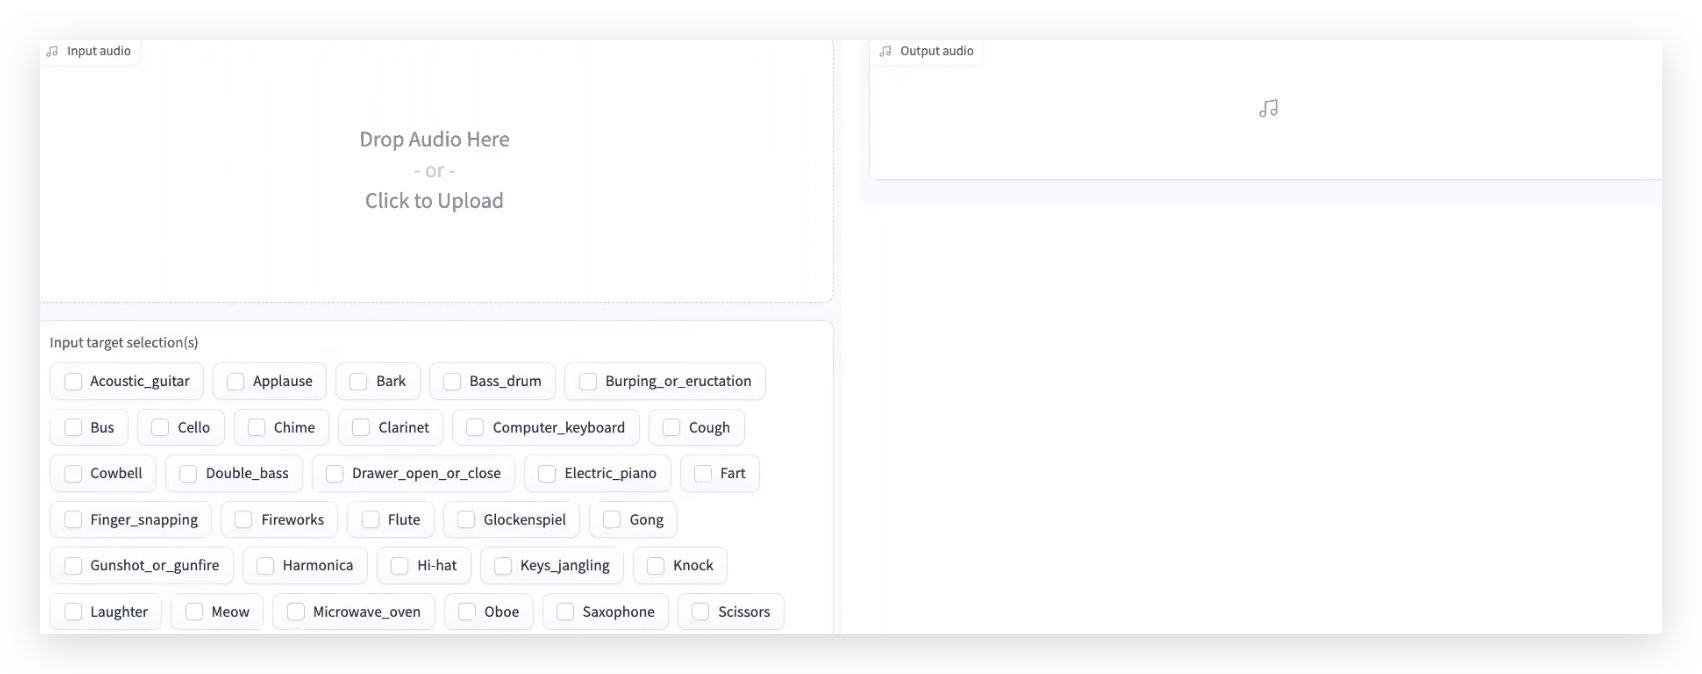 Input audio
Drop Audio Here
- or -
Click to Upload
Input target selection(s)
Acoustic_guitar Applause Bark Bass_drum Burping_or_eructation
Bus Cello Chime Clarinet Computer_keyboard Cough
Cowbell Double_bass Drawer_open_or_close Electric_piano Fart
Finger_snapping Fireworks Flute Glockenspiel Gong
Gunshot_or_gunfire Harmonica Hi-hat Keys_jangling Knock
Laughter Meow Microwave_oven Oboe Saxophone Scissors
Output audio